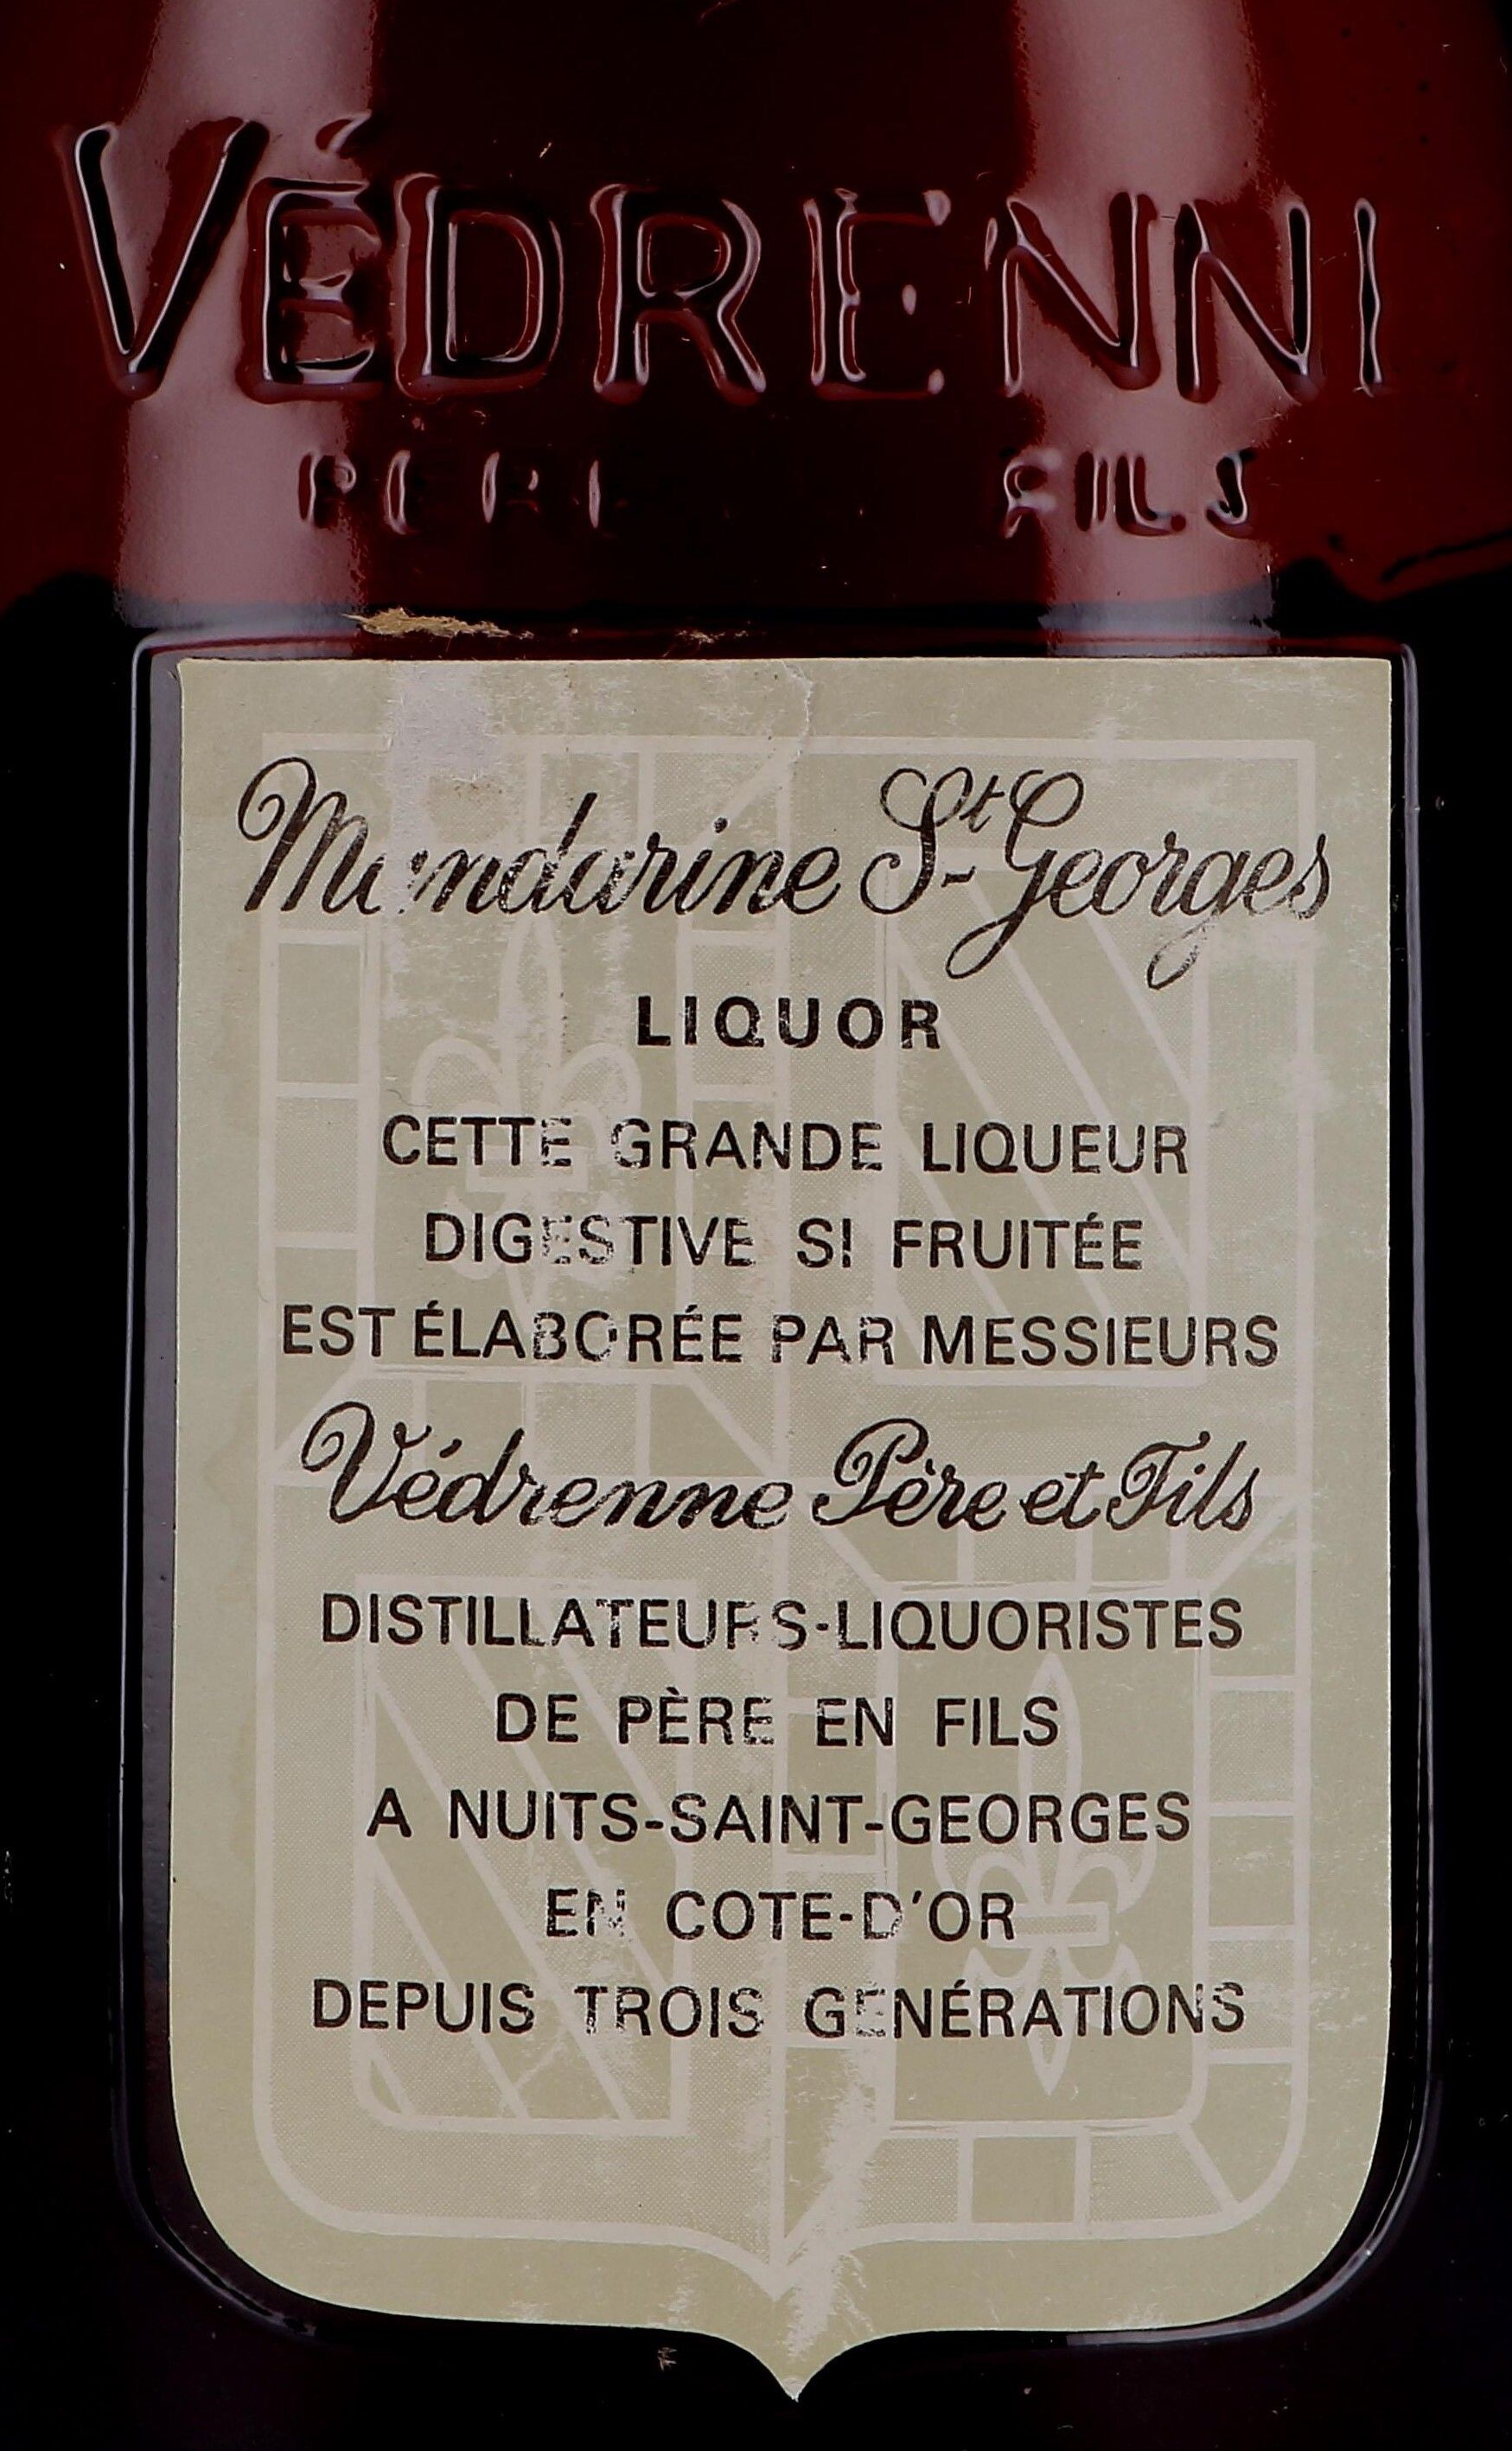 VÉDRENNE
PÈRE FILS
Mandarine St-Georges
LIQUOR
CETTE GRANDE LIQUEUR
DIGESTIVE SI FRUITÉE
EST ÉLABORÉE PAR MESSIEURS
Védrenne Père et Fils
DISTILLATEURS-LIQUORISTES
DE PÈRE EN FILS
A NUITS-SAINT-GEORGES
EN COTE-D'OR
DEPUIS TROIS GÉNÉRATIONS